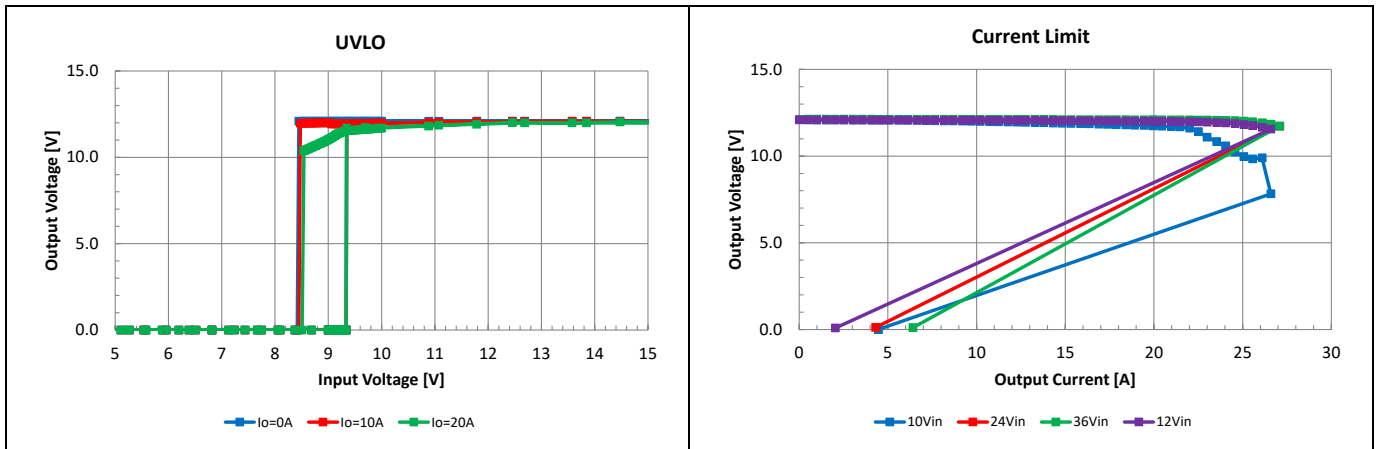 UVLO
15.0
10.0
5.0
0.0
Output Voltage [V]
5 6 7 8 9 10 11 12 13 14 15
Input Voltage [V]
Io=0A Io=10A Io=20A
Current Limit
15.0
10.0
5.0
0.0
Output Voltage [V]
0 5 10 15 20 25 30
Output Current [A]
10Vin 24Vin 36Vin 12Vin